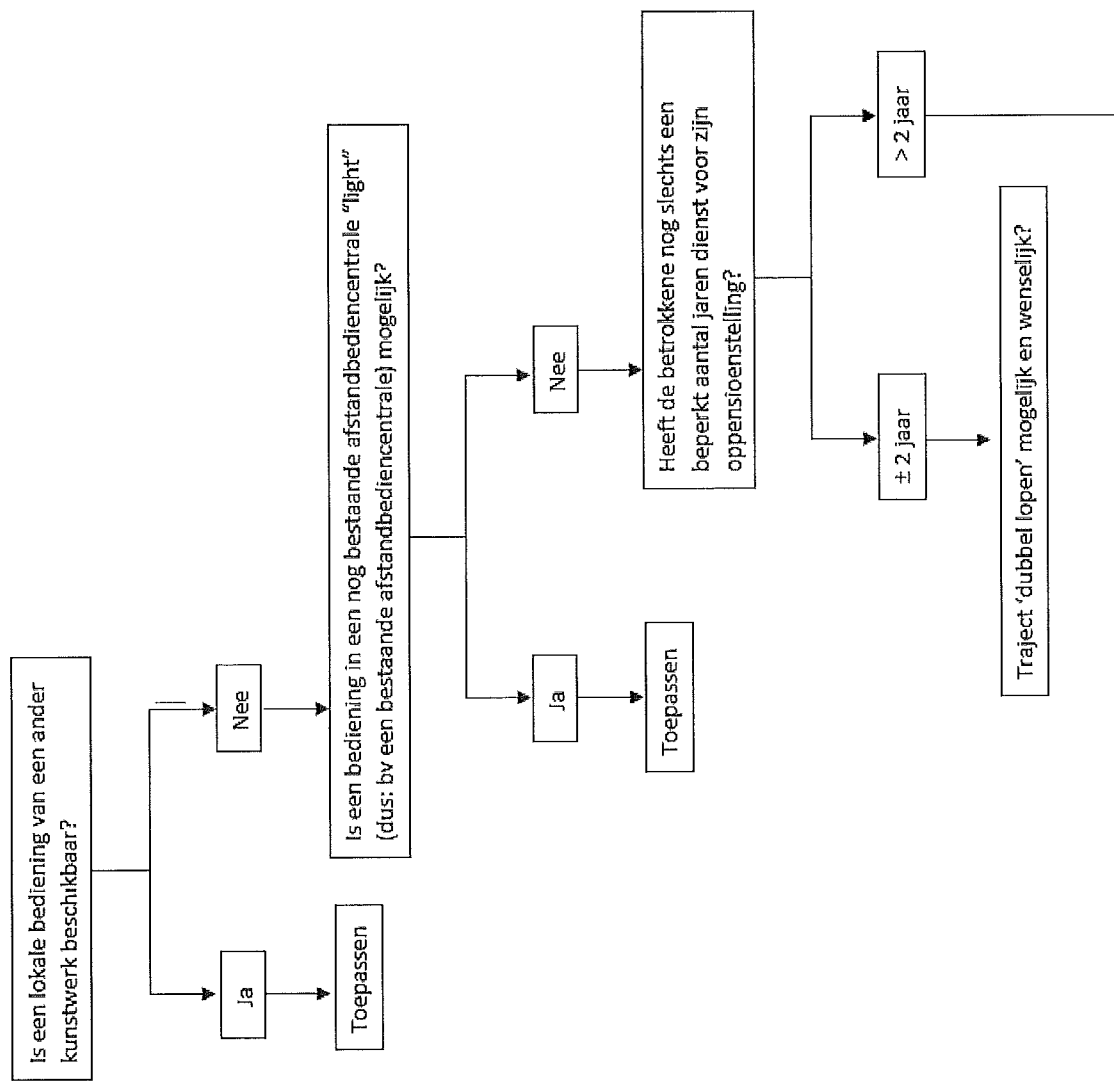 Is een lokale bediening van een ander
kunstwerk beschikbaar?
Ja
Nee
Toepassen
Is een bediening in een nog bestaande afstandbediencentrale “light”
(dus: bv een bestaande afstandbediencentrale) mogelijk?
Ja
Nee
Toepassen
Heeft de betrokkene nog slechts een
beperkt aantal jaren dienst voor zijn
oppensioenstelling?
± 2 jaar
> 2 jaar
Traject ‘dubbel lopen’ mogelijk en wenselijk?